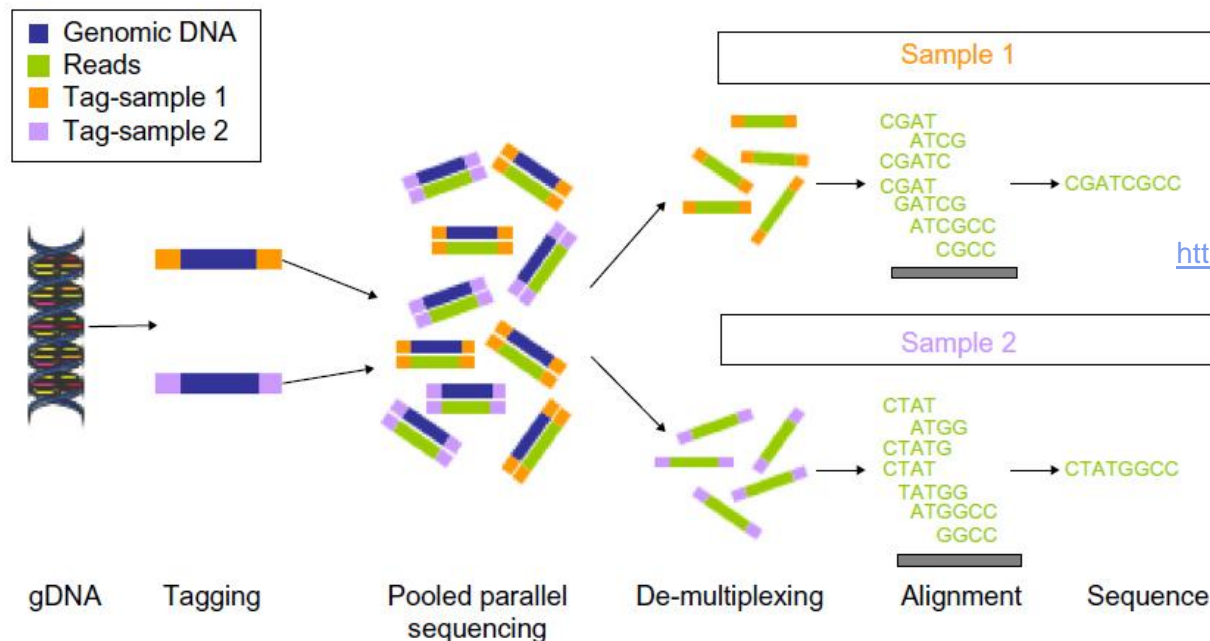 Genomic DNA
Reads
Tag-sample 1
Tag-sample 2
Sample 1
CGAT
ATCG
CGATC
CGAT
GATCG
ATCGCC
CGCC
CGATCGCC
htt
Sample 2
CTAT
ATGG
CTATG
CTAT
TATGG
ATGGCC
GGCC
CTATGGCC
gDNA
Tagging
Pooled parallel
sequencing
De-multiplexing
Alignment
Sequence